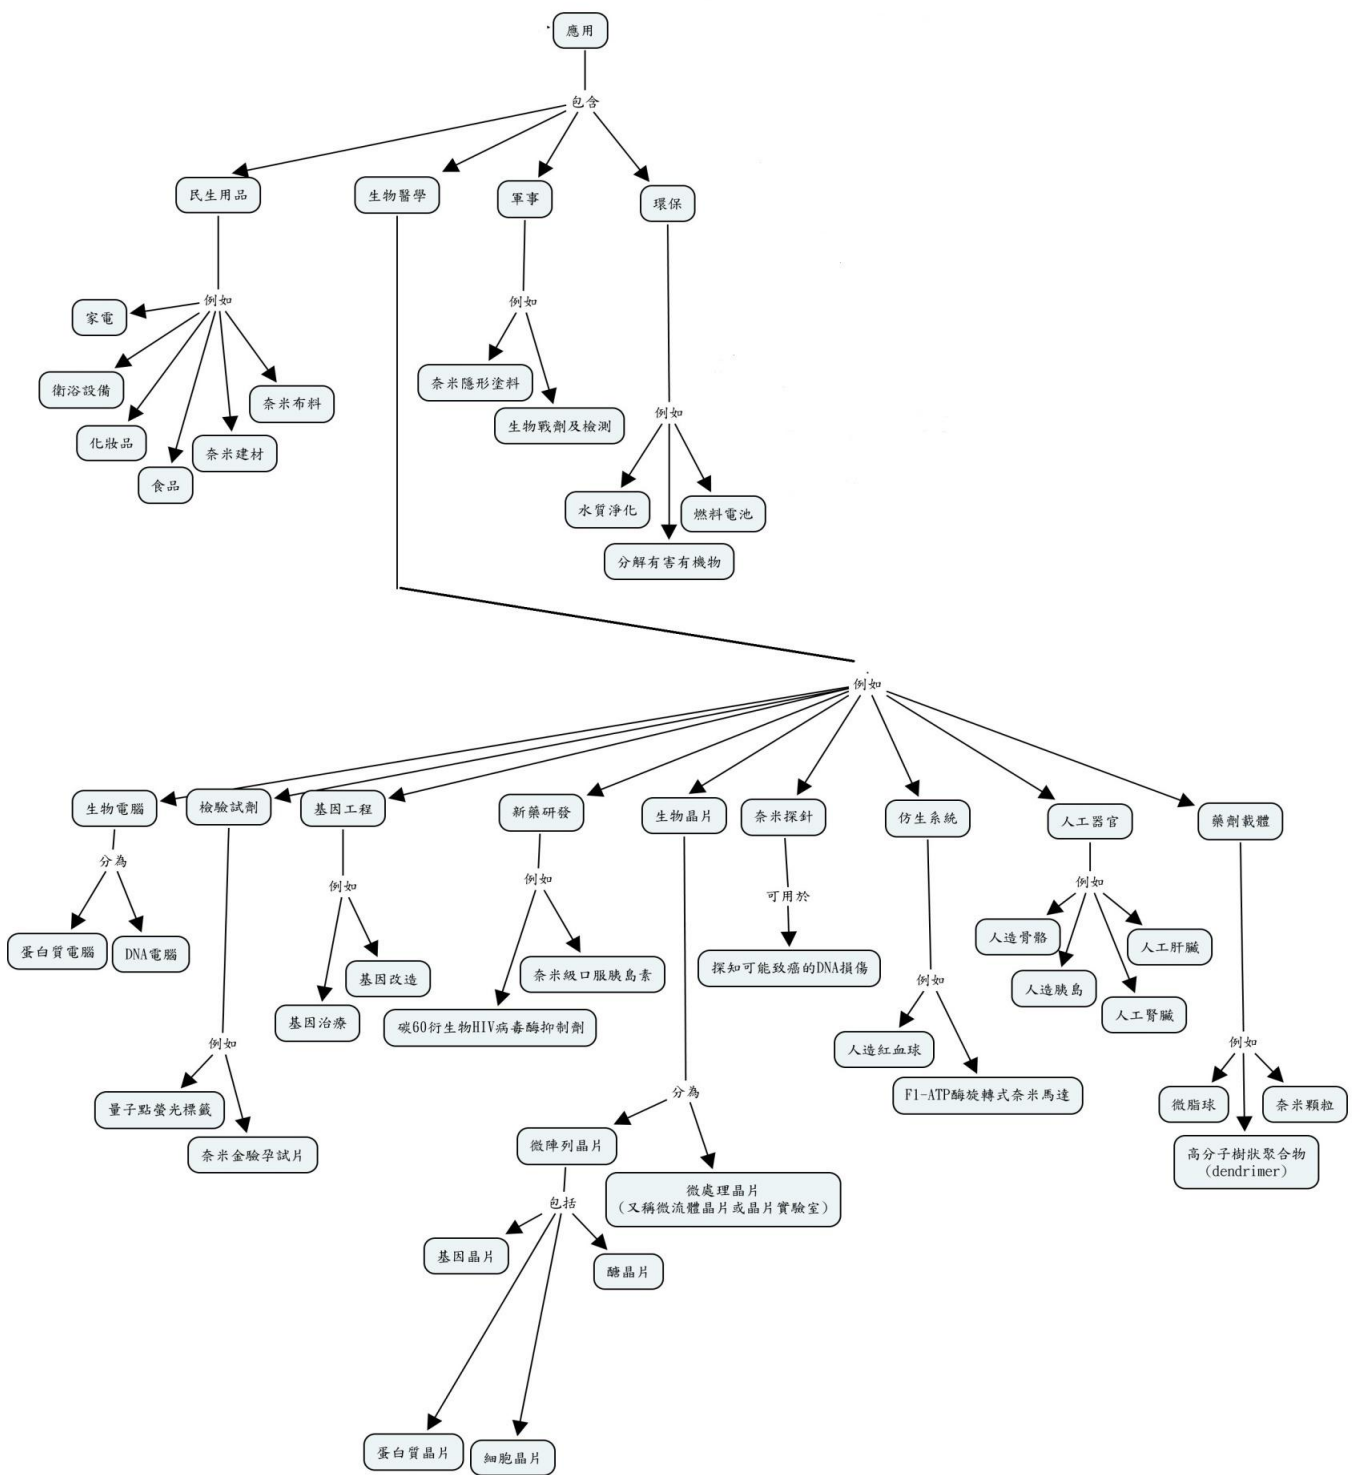 應用
包含
民生用品
生物醫學
軍事
環保
例如
家電
衛浴設備
化妝品
食品
奈米建材
奈米布料
例如
奈米隱形塗料
生物戰劑及檢測
例如
水質淨化
分解有害有機物
燃料電池
例如
生物電腦
檢驗試劑
基因工程
新藥研發
生物晶片
奈米探針
仿生系統
人工器官
藥劑載體
分為
蛋白質電腦
DNA電腦
例如
量子點螢光標籤
奈米金驗孕試片
例如
基因治療
基因改造
例如
碳60衍生物HIV病毒酶抑制劑
奈米級口服胰島素
分為
微陣列晶片
微處理晶片
(又稱微流體晶片或晶片實驗室)
包括
基因晶片
蛋白質晶片
細胞晶片
醣晶片
可用於
探知可能致癌的DNA損傷
例如
人造紅血球
F1-ATP酶旋轉式奈米馬達
例如
人造骨骼
人造胰島
人工腎臟
人工肝臟
例如
微脂球
高分子樹狀聚合物
(dendrimer)
奈米顆粒